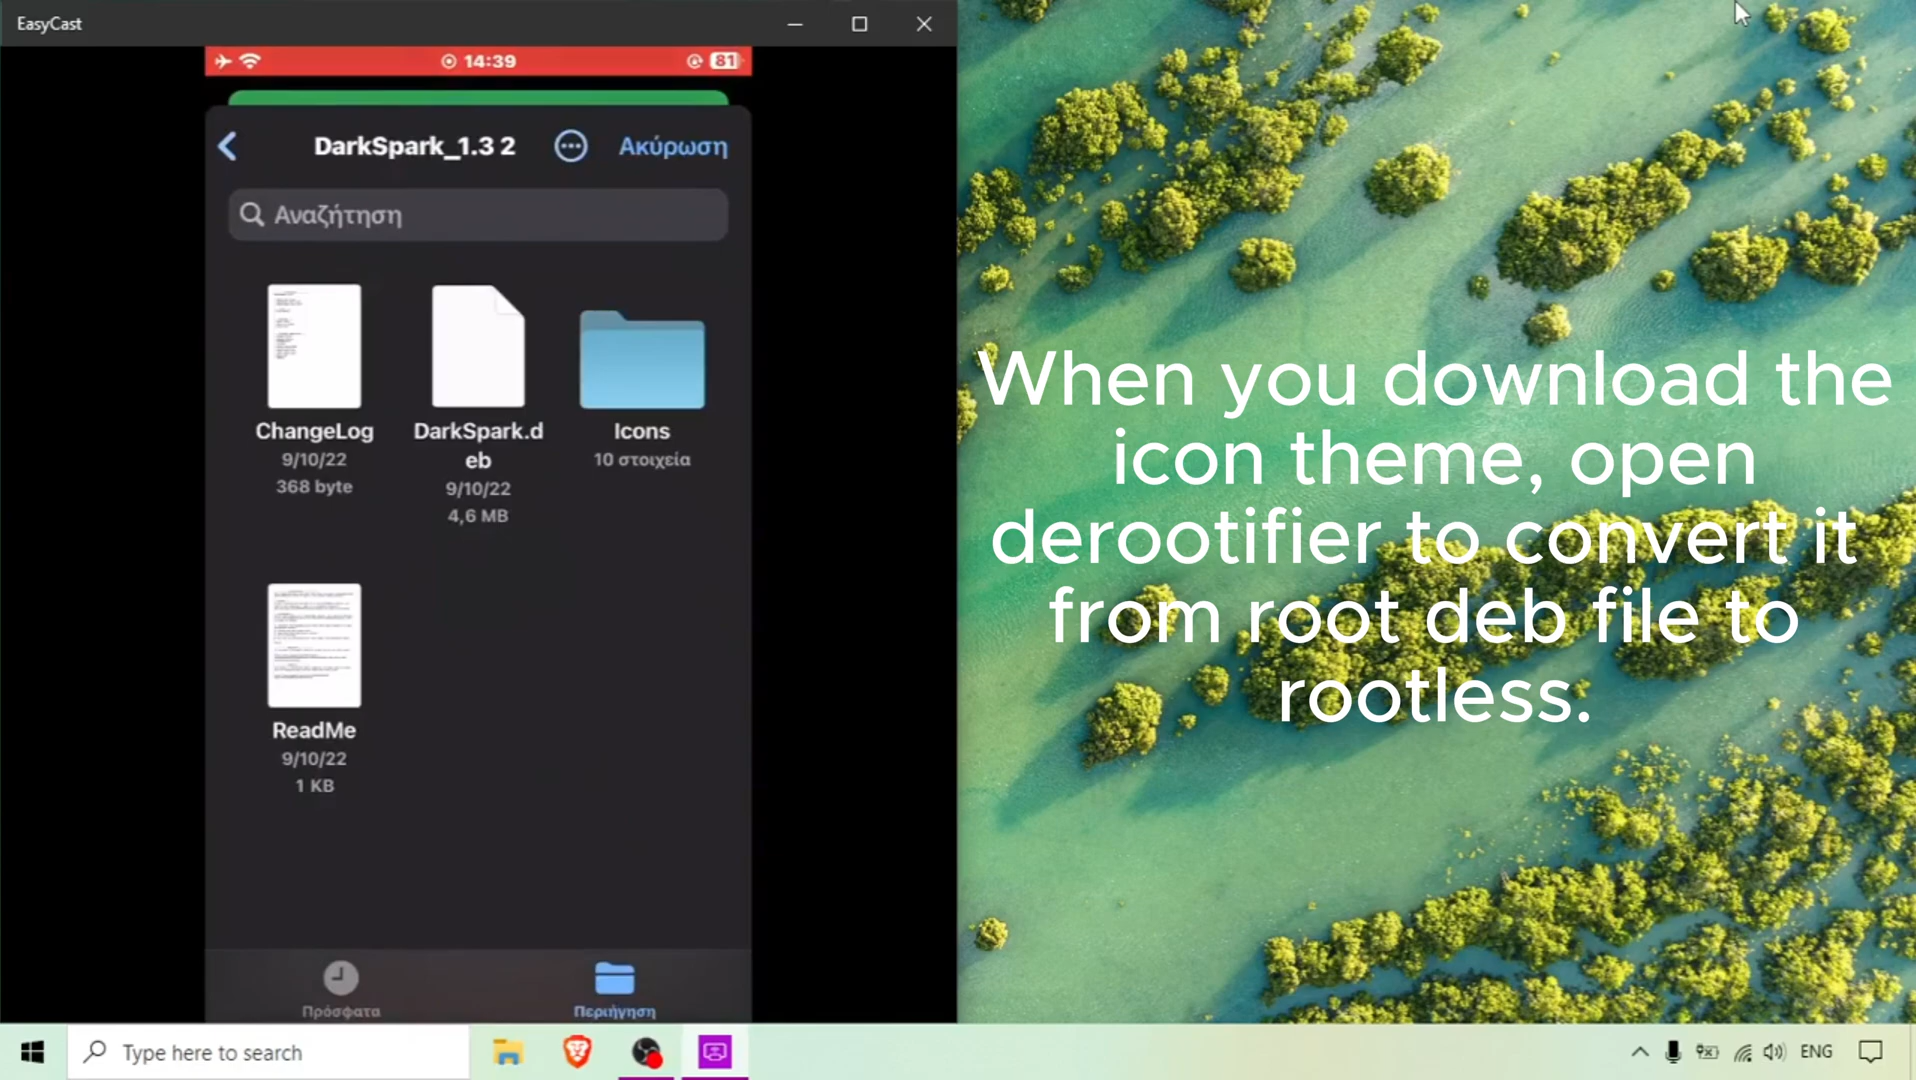 EasyCast
14:39
81
DarkSpark_1.3 2
Ακύρωση
Αναζήτηση
ChangeLog
9/10/22
368 byte
DarkSpark.d
eb
9/10/22
4,6 MB
Icons
10 στοιχεία
ReadMe
9/10/22
1 KB
Πρόσφατα
Περιήγηση
When you download the
icon theme, open
derootifier to convert it
from root deb file to
rootless.
Type here to search
ENG